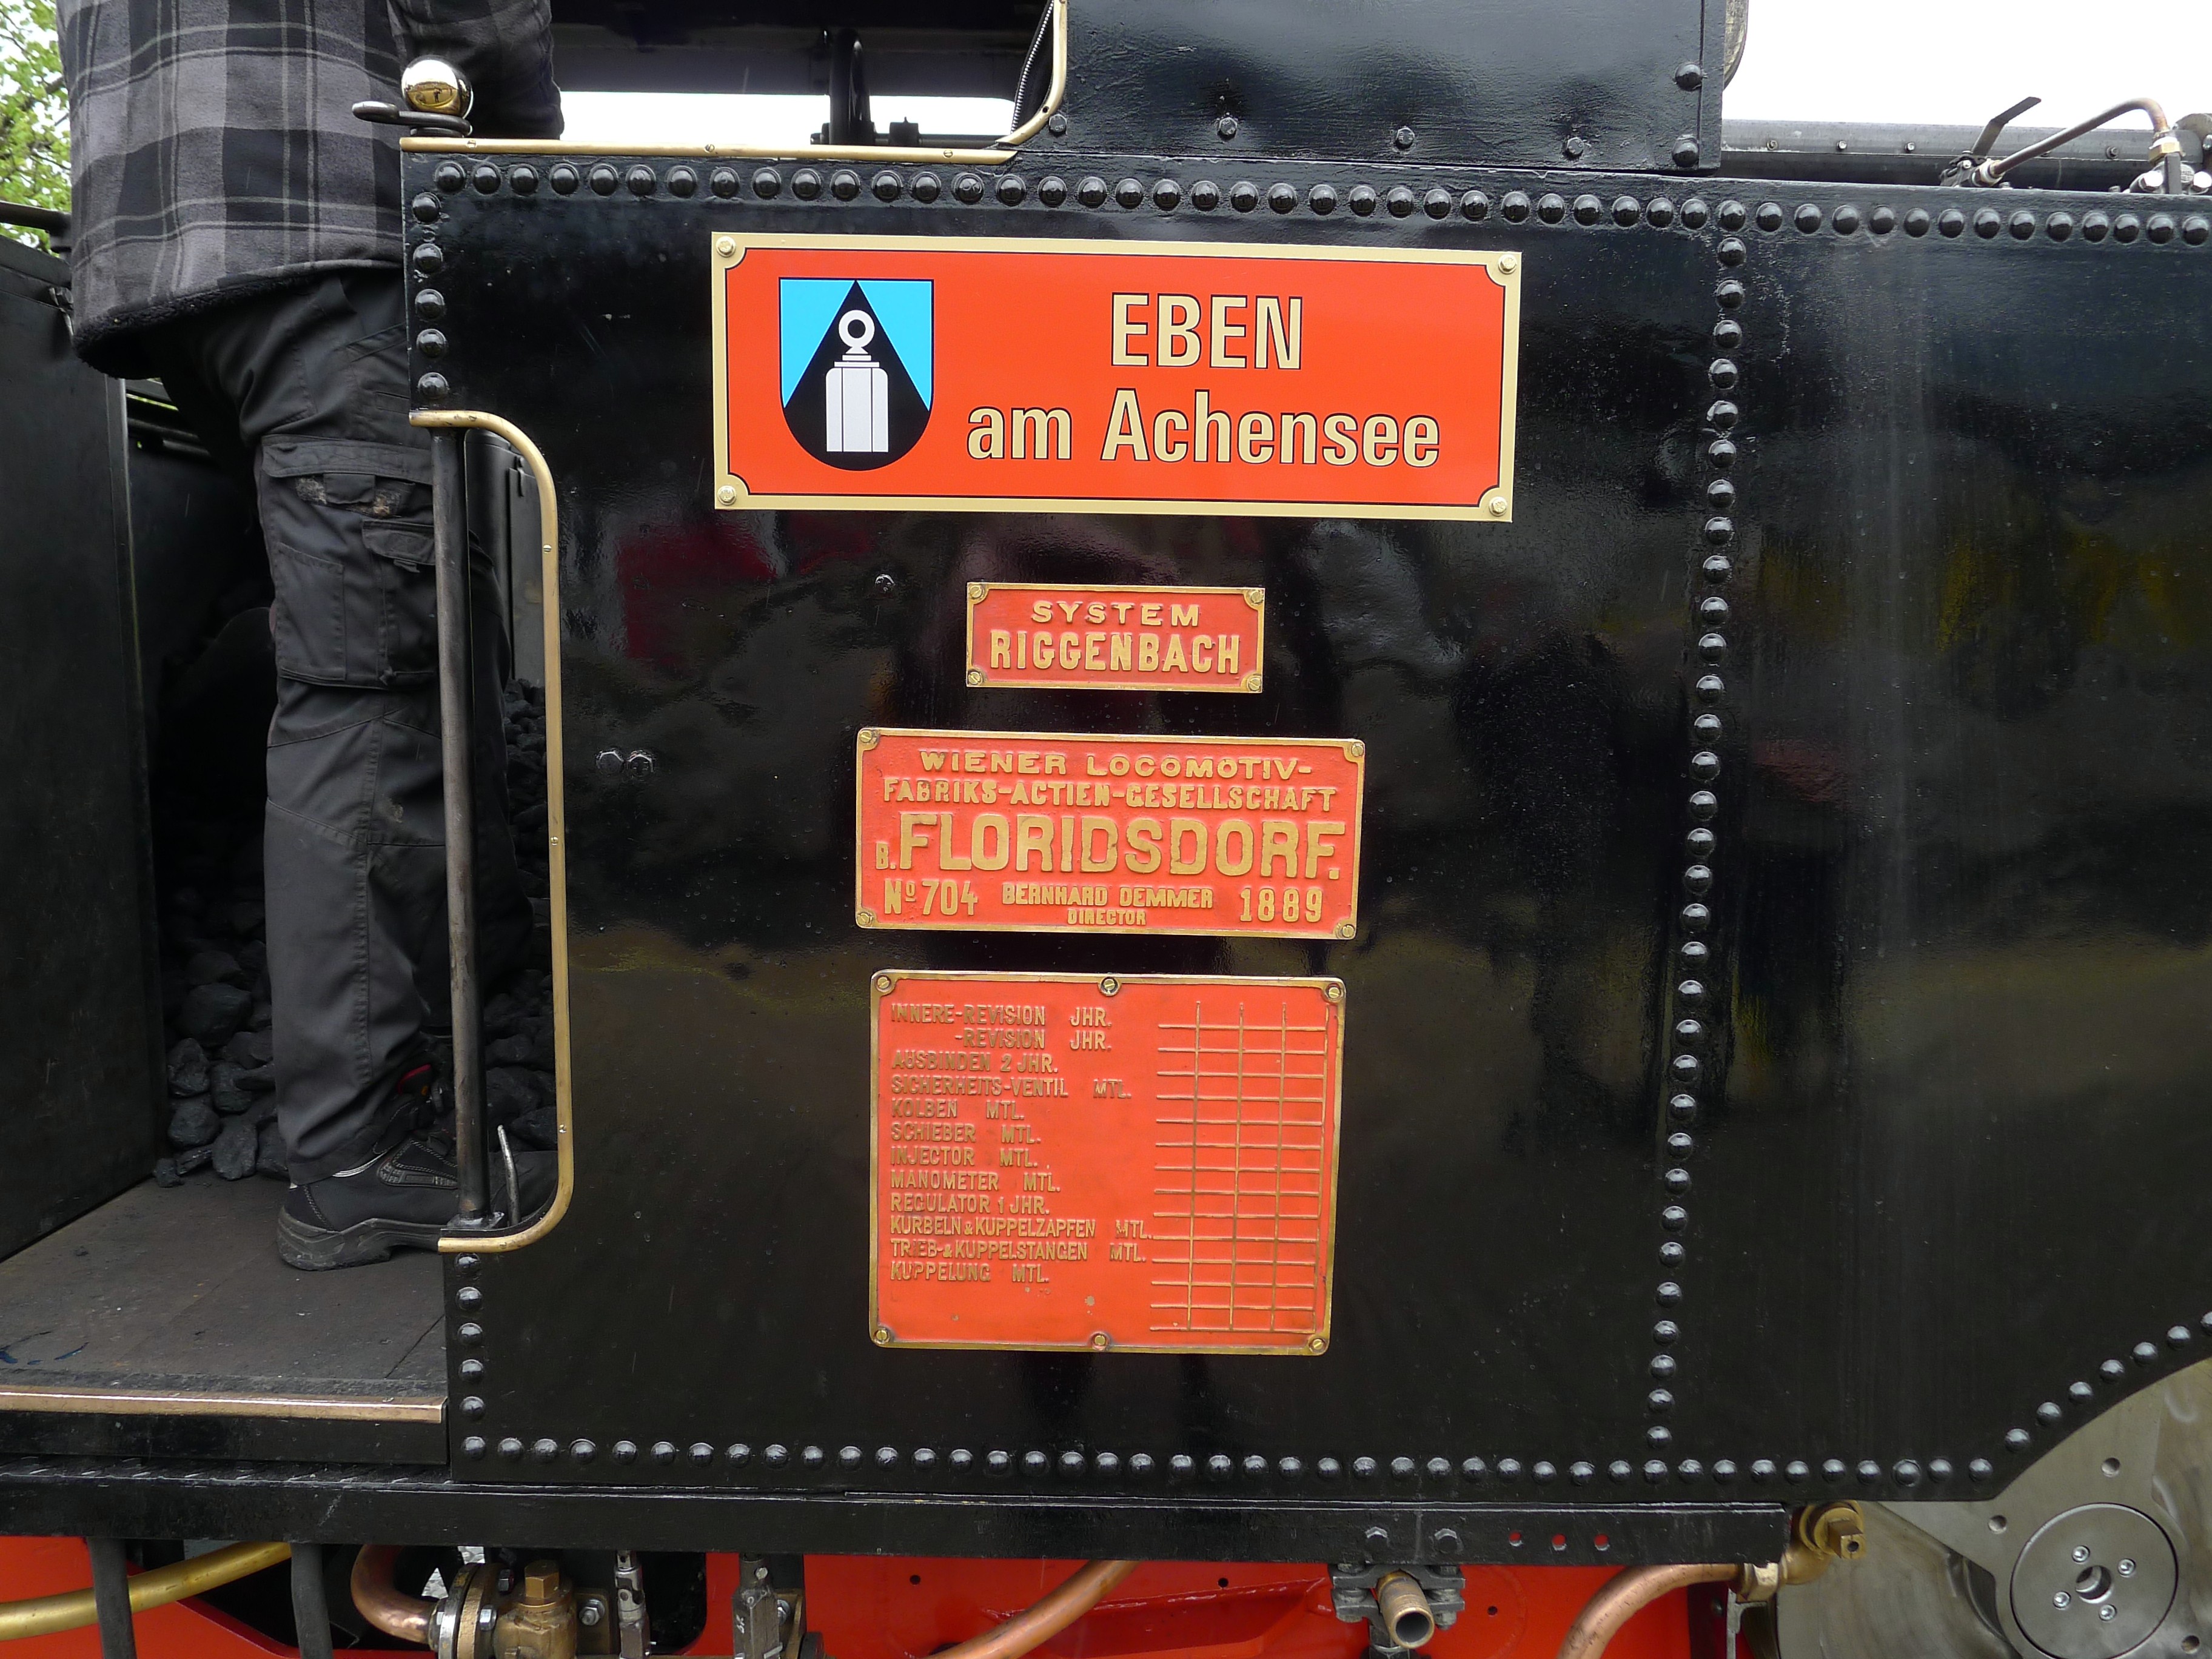 EBEN
am Achensee
SYSTEM
RIGGENBACH
WIENER LOCOMOTIV-
FABRIKS-ACTIEN-GESELLSCHAFT
B. FLORIDSDORF.
No 704 BERNHARD DEMMER 1889
DIRECTOR
INNERE-REVISION JHR.
-REVISION JHR.
AUSBINDEN 2 JHR.
SICHERHEITS-VENTIL MTL.
KOLBEN MTL.
SCHIEBER MTL.
INJECTOR MTL.
MANOMETER MTL.
REGULATOR 1 JHR.
KURBELN & KUPPELZAPFEN MTL.
TRIEB-& KUPPELSTANGEN MTL.
KUPPELUNG MTL.